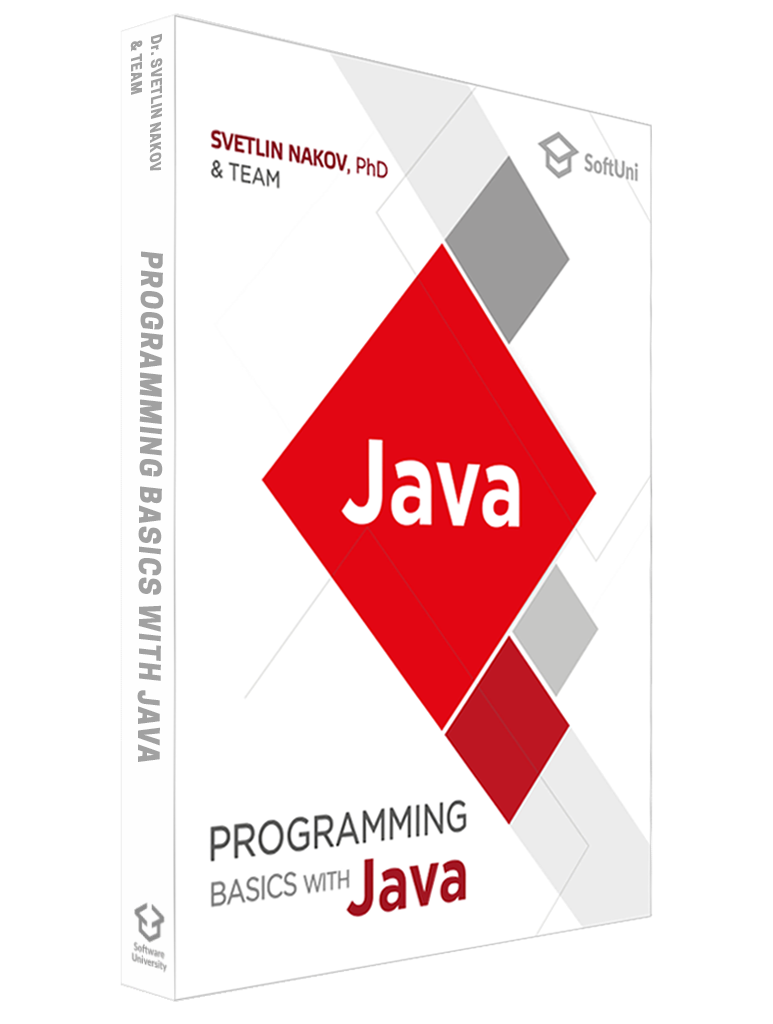 Dr. SVETLIN NAKOV
& TEAM
PROGRAMMING BASICS WITH JAVA
Software
University
SVETLIN NAKOV, PhD
& TEAM
SoftUni
Java
PROGRAMMING
BASICS WITH Java